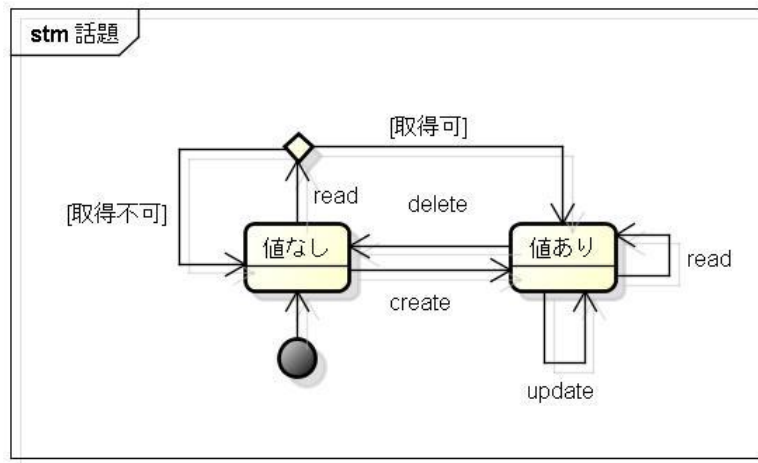 stm 話題
[取得可]
[取得不可]
read
delete
値なし
値あり
read
create
update